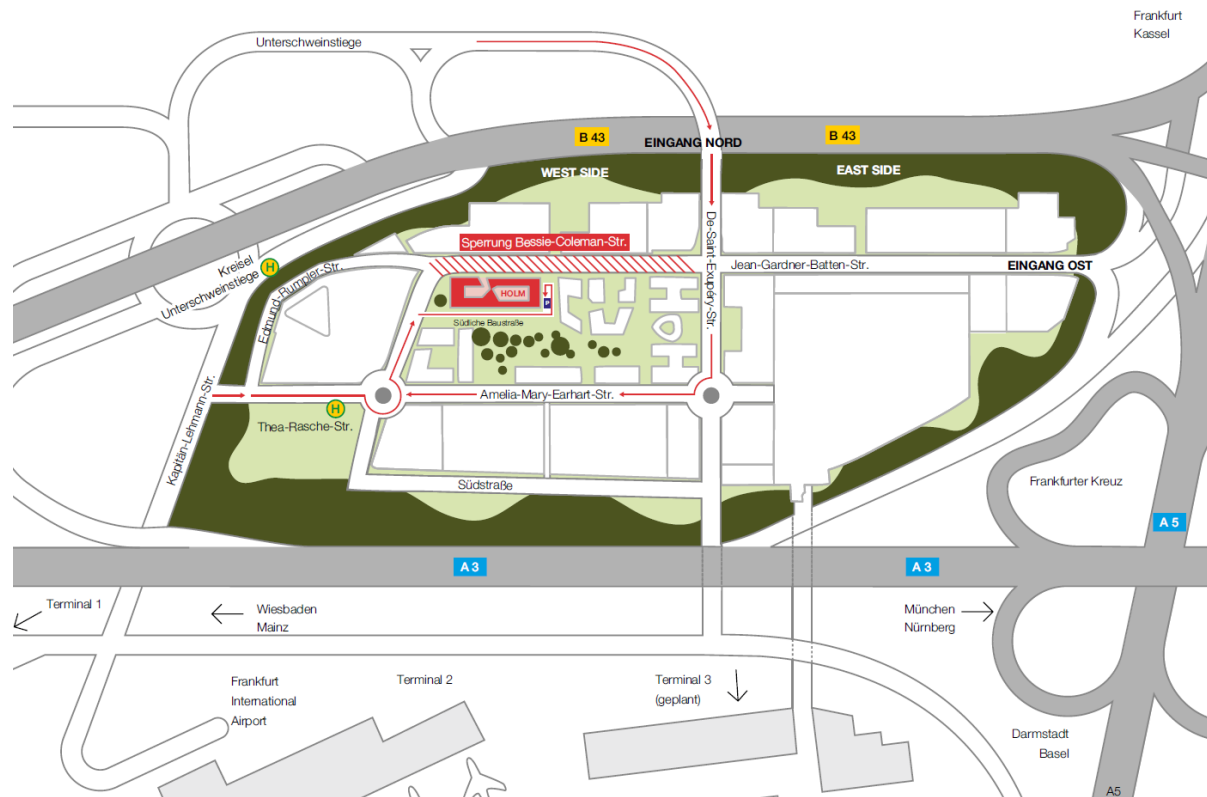 Frankfurt
Kassel
Unterschweinstiege
B 43
B 43
EINGANG NORD
WEST SIDE
EAST SIDE
De-Saint-Exupéry-Str.
Sperrung Bessie-Coleman-Str.
Kreisel
Unterschweinstiege
H
Edmund-Rumpler-Str.
Jean-Gardner-Batten-Str.
EINGANG OST
HOLM
P
Südliche Baustraße
Kapitän-Lehmann-Str.
Amelia-Mary-Earhart-Str.
H
Thea-Rasche-Str.
Südstraße
Frankfurter Kreuz
A 5
A 3
A 3
Terminal 1
Wiesbaden
Mainz
München
Nürnberg
Frankfurt
International
Airport
Terminal 2
Terminal 3
(geplant)
Darmstadt
Basel
A5